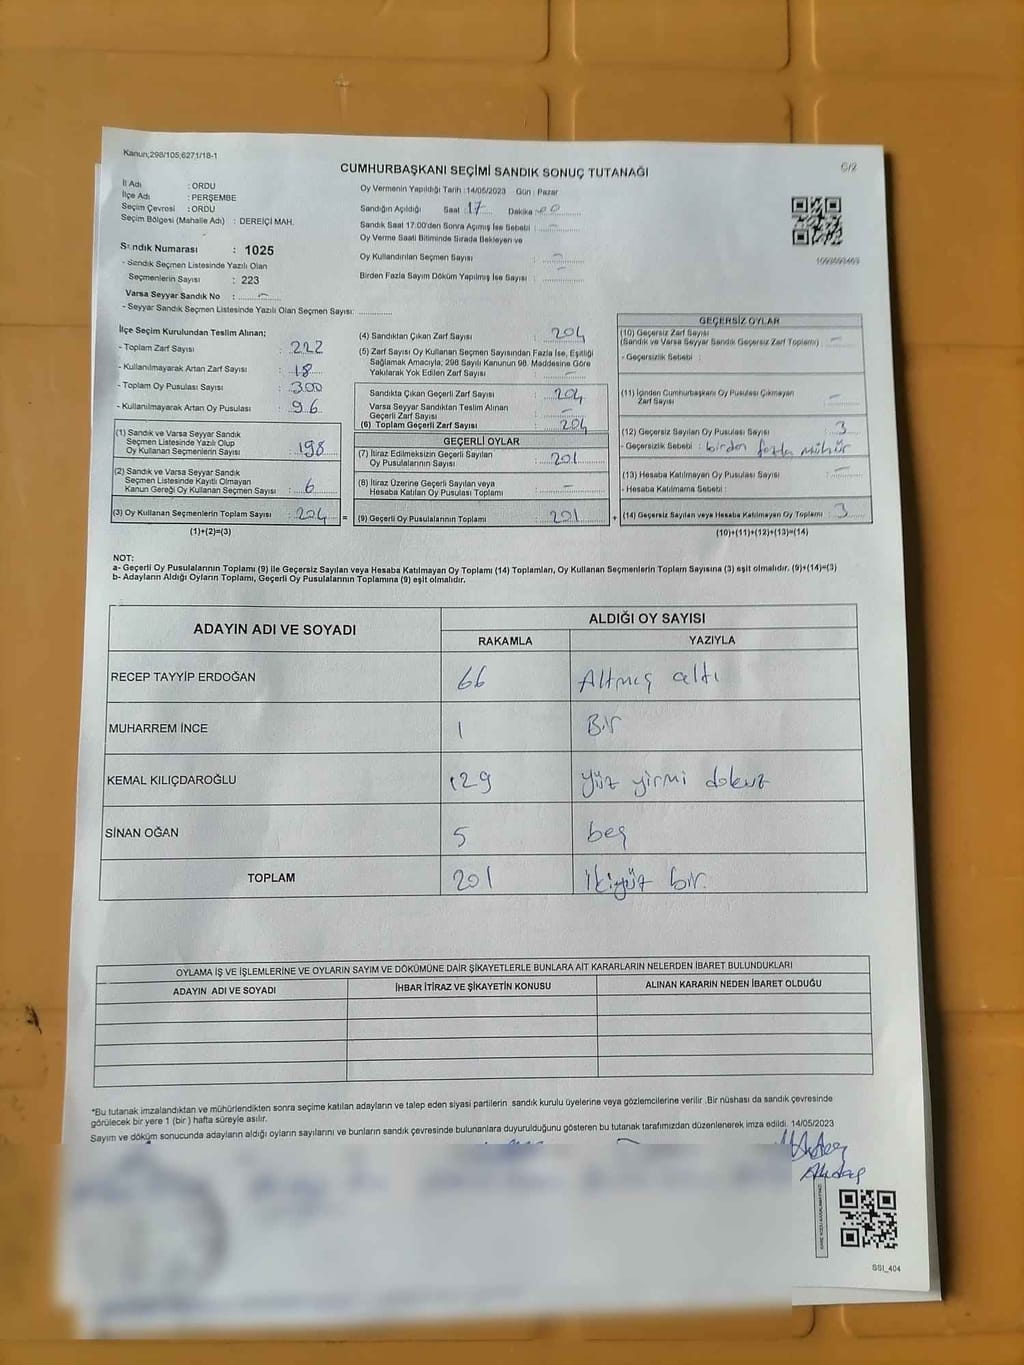 Kanun;298/105,6271/18-1
CUMHURBAŞKANI SEÇİMİ SANDIK SONUÇ TUTANAĞI
İl Adı : ORDU
İlçe Adı : PERŞEMBE
Seçim Çevresi : ORDU
Seçim Bölgesi (Mahalle Adı) : DEREİÇİ MAH.
Sandık Numarası : 1025
- Sandık Seçmen Listesinde Yazılı Olan
Seçmenlerin Sayısı : 223
Varsa Seyyar Sandık No : -
- Seyyar Sandık Seçmen Listesinde Yazılı Olan Seçmen Sayısı:
Oy Vermenin Yapıldığı Tarih :14/05/2023 Gün : Pazar
Sandığın Açıldığı Saat : 17 Dakika : 00
Sandık Saat 17:00'den Sonra Açımış İse Sebebi : -
Oy Verme Saati Bitiminde Sırada Bekleyen ve
Oy Kullandırılan Seçmen Sayısı : -
Birden Fazla Sayım Döküm Yapılmış İse Sayısı : -
İlçe Seçim Kurulundan Teslim Alınan;
- Toplam Zarf Sayısı : 222
- Kullanılmayarak Artan Zarf Sayısı : 18
- Toplam Oy Pusulası Sayısı : 300
- Kullanılmayarak Artan Oy Pusulası : 96
(1) Sandık ve Varsa Seyyar Sandık
Seçmen Listesinde Yazılı Olup
Oy Kullanan Seçmenlerin Sayısı : 198
(2) Sandık ve Varsa Seyyar Sandık
Seçmen Listesinde Kayıtlı Olmayan
Kanun Gereği Oy Kullanan Seçmen Sayısı : 6
(3) Oy Kullanan Seçmenlerin Toplam Sayısı : 204 =
(1)+(2)=(3)
(4) Sandıktan Çıkan Zarf Sayısı : 204
(5) Zarf Sayısı Oy Kullanan Seçmen Sayısından Fazla İse, Eşitliği
Sağlamak Amacıyla; 298 Sayılı Kanunun 98. Maddesine Göre
Yakılarak Yok Edilen Zarf Sayısı : -
Sandıkta Çıkan Geçerli Zarf Sayısı : 204
Varsa Seyyar Sandıktan Teslim Alınan
Geçerli Zarf Sayısı : -
(6) Toplam Geçerli Zarf Sayısı : 204
GEÇERLİ OYLAR
(7) İtiraz Edilmeksizin Geçerli Sayılan
Oy Pusulalarının Sayısı : 201
(8) İtiraz Üzerine Geçerli Sayılan veya
Hesaba Katılan Oy Pusulası Toplamı : -
(9) Geçerli Oy Pusulalarının Toplamı : 201 +
GEÇERSİZ OYLAR
(10) Geçersiz Zarf Sayısı
(Sandık ve Varsa Seyyar Sandık Geçersiz Zarf Toplamı) : -
- Geçersizlik Sebebi :
(11) İçinden Cumhurbaşkanı Oy Pusulası Çıkmayan
Zarf Sayısı : -
(12) Geçersiz Sayılan Oy Pusulası Sayısı : 3
- Geçersizlik Sebebi : birden fazla mühür
(13) Hesaba Katılmayan Oy Pusulası Sayısı : -
- Hesaba Katılmama Sebebi :
(14) Geçersiz Sayılan veya Hesaba Katılmayan Oy Toplamı : 3
(10)+(11)+(12)+(13)=(14)
NOT:
a- Geçerli Oy Pusulalarının Toplamı (9) ile Geçersiz Sayılan veya Hesaba Katılmayan Oy Toplamı (14) Toplamları, Oy Kullanan Seçmenlerin Toplam Sayısına (3) eşit olmalıdır. (9)+(14)=(3)
b- Adayların Aldığı Oyların Toplamı, Geçerli Oy Pusulalarının Toplamına (9) eşit olmalıdır.
ADAYIN ADI VE SOYADI ALDIĞI OY SAYISI
RAKAMLA YAZIYLA
RECEP TAYYİP ERDOĞAN 66 Altmış altı
MUHARREM İNCE 1 Bir
KEMAL KILIÇDAROĞLU 129 yüz yirmi dokuz
SİNAN OĞAN 5 beş
TOPLAM 201 ikiyüz bir.
OYLAMA İŞ VE İŞLEMLERİNE VE OYLARIN SAYIM VE DÖKÜMÜNE DAİR ŞİKAYETLERLE BUNLARA AİT KARARLARIN NELERDEN İBARET BULUNDUKLARI
ADAYIN ADI VE SOYADI İHBAR İTİRAZ VE ŞİKAYETİN KONUSU ALINAN KARARIN NEDEN İBARET OLDUĞU
*Bu tutanak imzalandıktan ve mühürlendikten sonra seçime katılan adayların ve talep eden siyasi partilerin sandık kurulu üyelerine veya gözlemcilerine verilir .Bir nüshası da sandık çevresinde
görülecek bir yere 1 (bir ) hafta süreyle asılır.
Sayım ve döküm sonucunda adayların aldığı oyların sayılarını ve bunların sandık çevresinde bulunanlara duyurulduğunu gösteren bu tutanak tarafımızdan düzenlenerek imza edildi. 14/05/2023
SSI_404